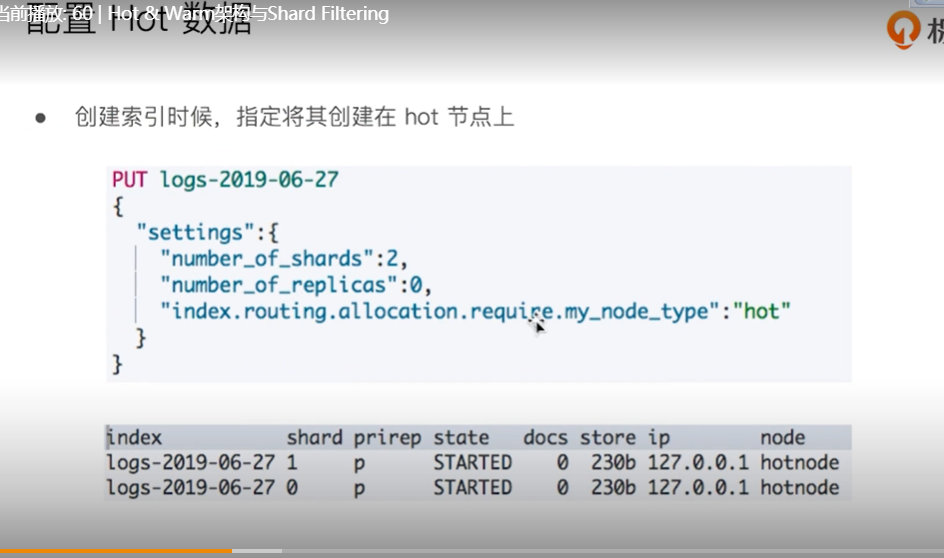 当前播放: 60 | Hot & Warm架构与Shard Filtering
配置 Hot 数据
● 创建索引时候，指定将其创建在 hot 节点上
PUT logs-2019-06-27
{
"settings":{
"number_of_shards":2,
"number_of_replicas":0,
"index.routing.allocation.require.my_node_type":"hot"
}
}
index shard prirep state docs store ip node
logs-2019-06-27 1 p STARTED 0 230b 127.0.0.1 hotnode
logs-2019-06-27 0 p STARTED 0 230b 127.0.0.1 hotnode